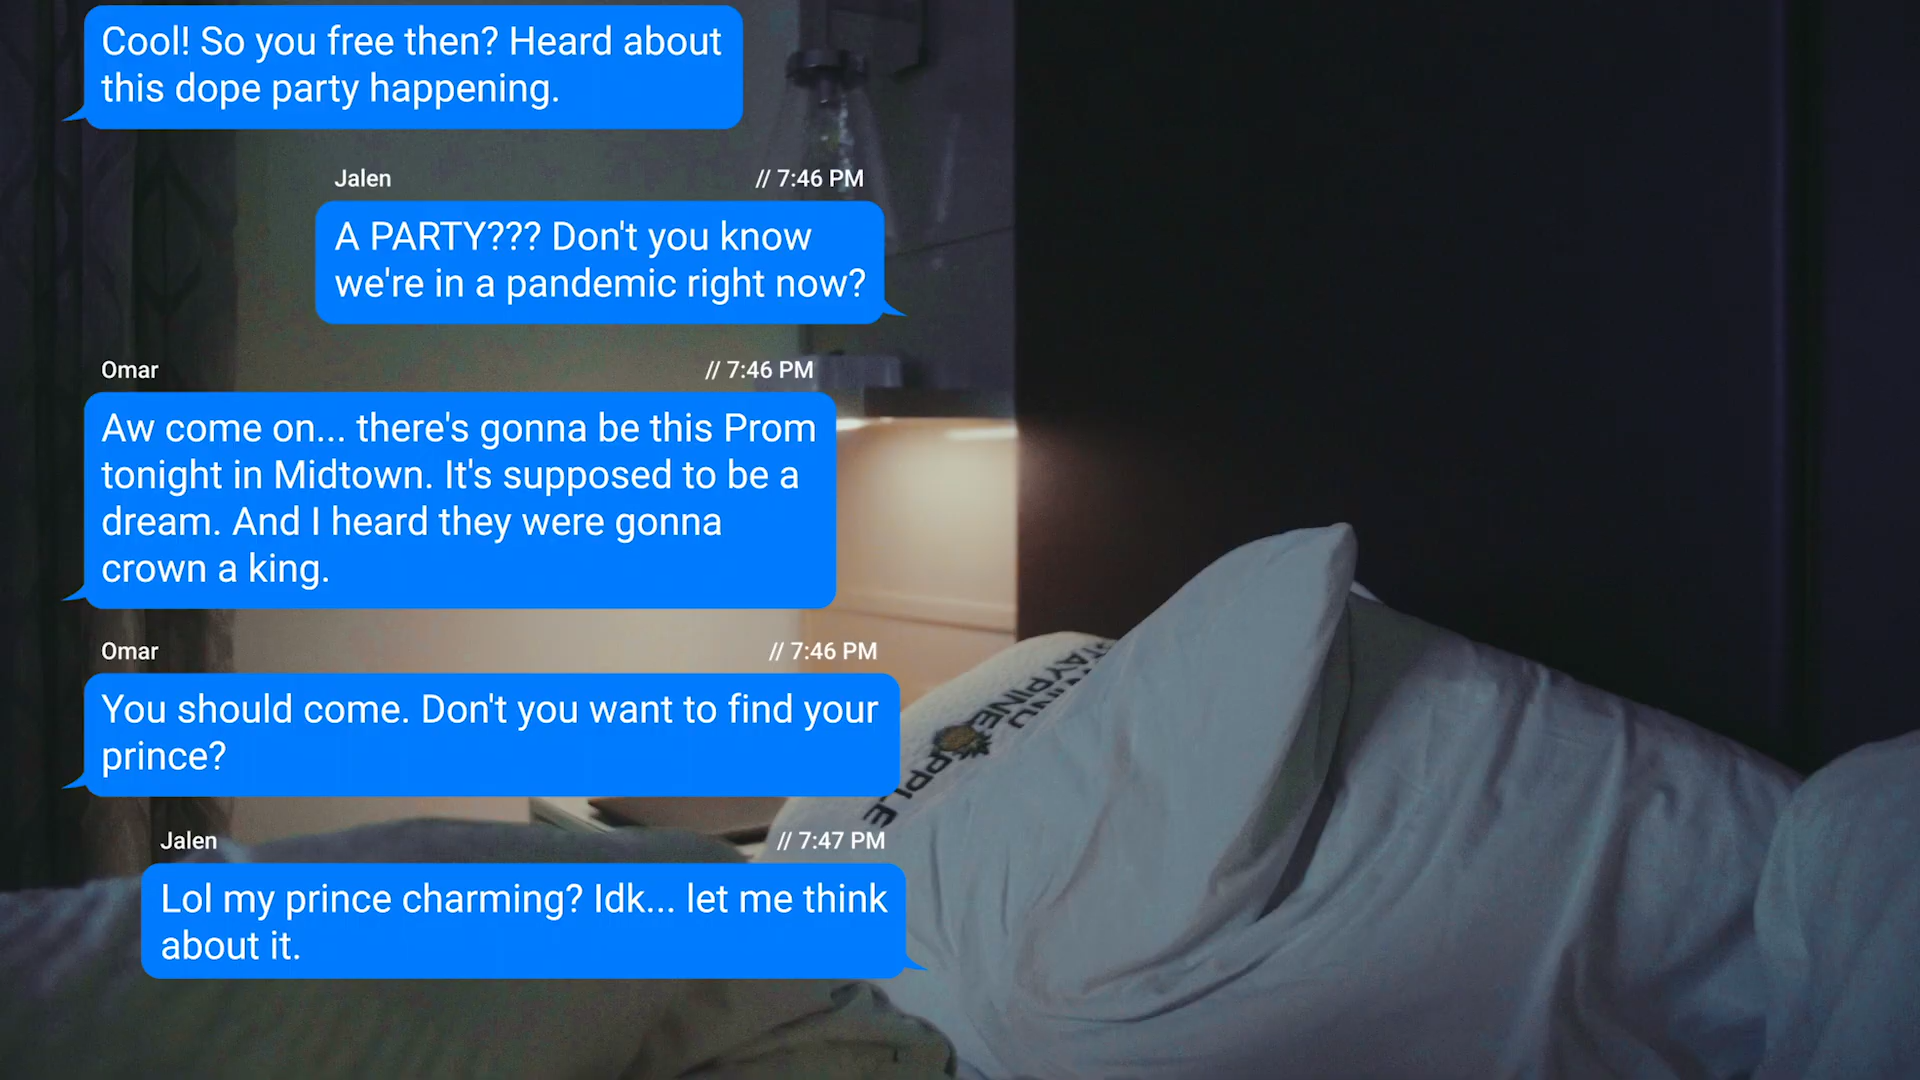 Cool! So you free then? Heard about
this dope party happening.
Jalen // 7:46 PM
A PARTY??? Don't you know
we're in a pandemic right now?
Omar // 7:46 PM
Aw come on... there's gonna be this Prom
tonight in Midtown. It's supposed to be a
dream. And I heard they were gonna
crown a king.
Omar // 7:46 PM
You should come. Don't you want to find your
prince?
Jalen // 7:47 PM
Lol my prince charming? Idk... let me think
about it.
STAYPINE
APPLE